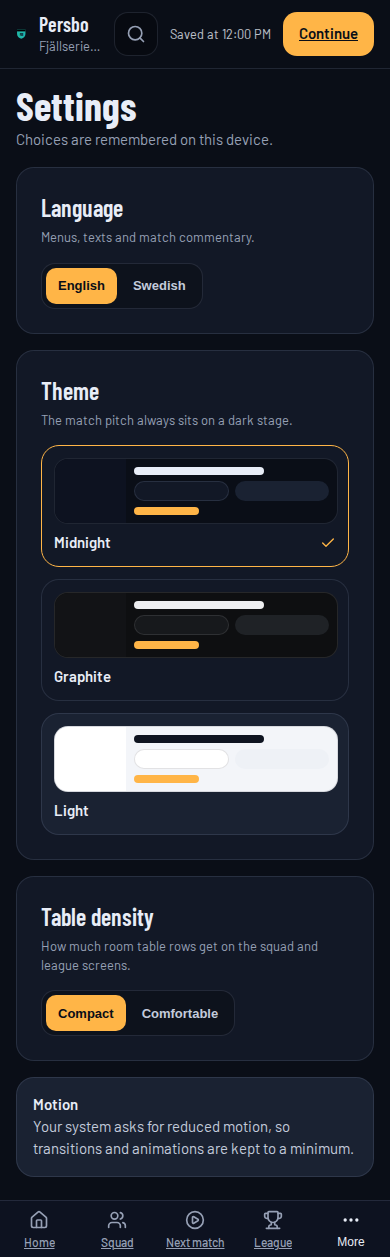 Persbo
Fjällserie...
Saved at 12:00 PM
Continue
Settings
Choices are remembered on this device.
Language
Menus, texts and match commentary.
English
Swedish
Theme
The match pitch always sits on a dark stage.
Midnight
Graphite
Light
Table density
How much room table rows get on the squad and
league screens.
Compact
Comfortable
Motion
Your system asks for reduced motion, so
transitions and animations are kept to a minimum.
Home
Squad
Next match
League
More